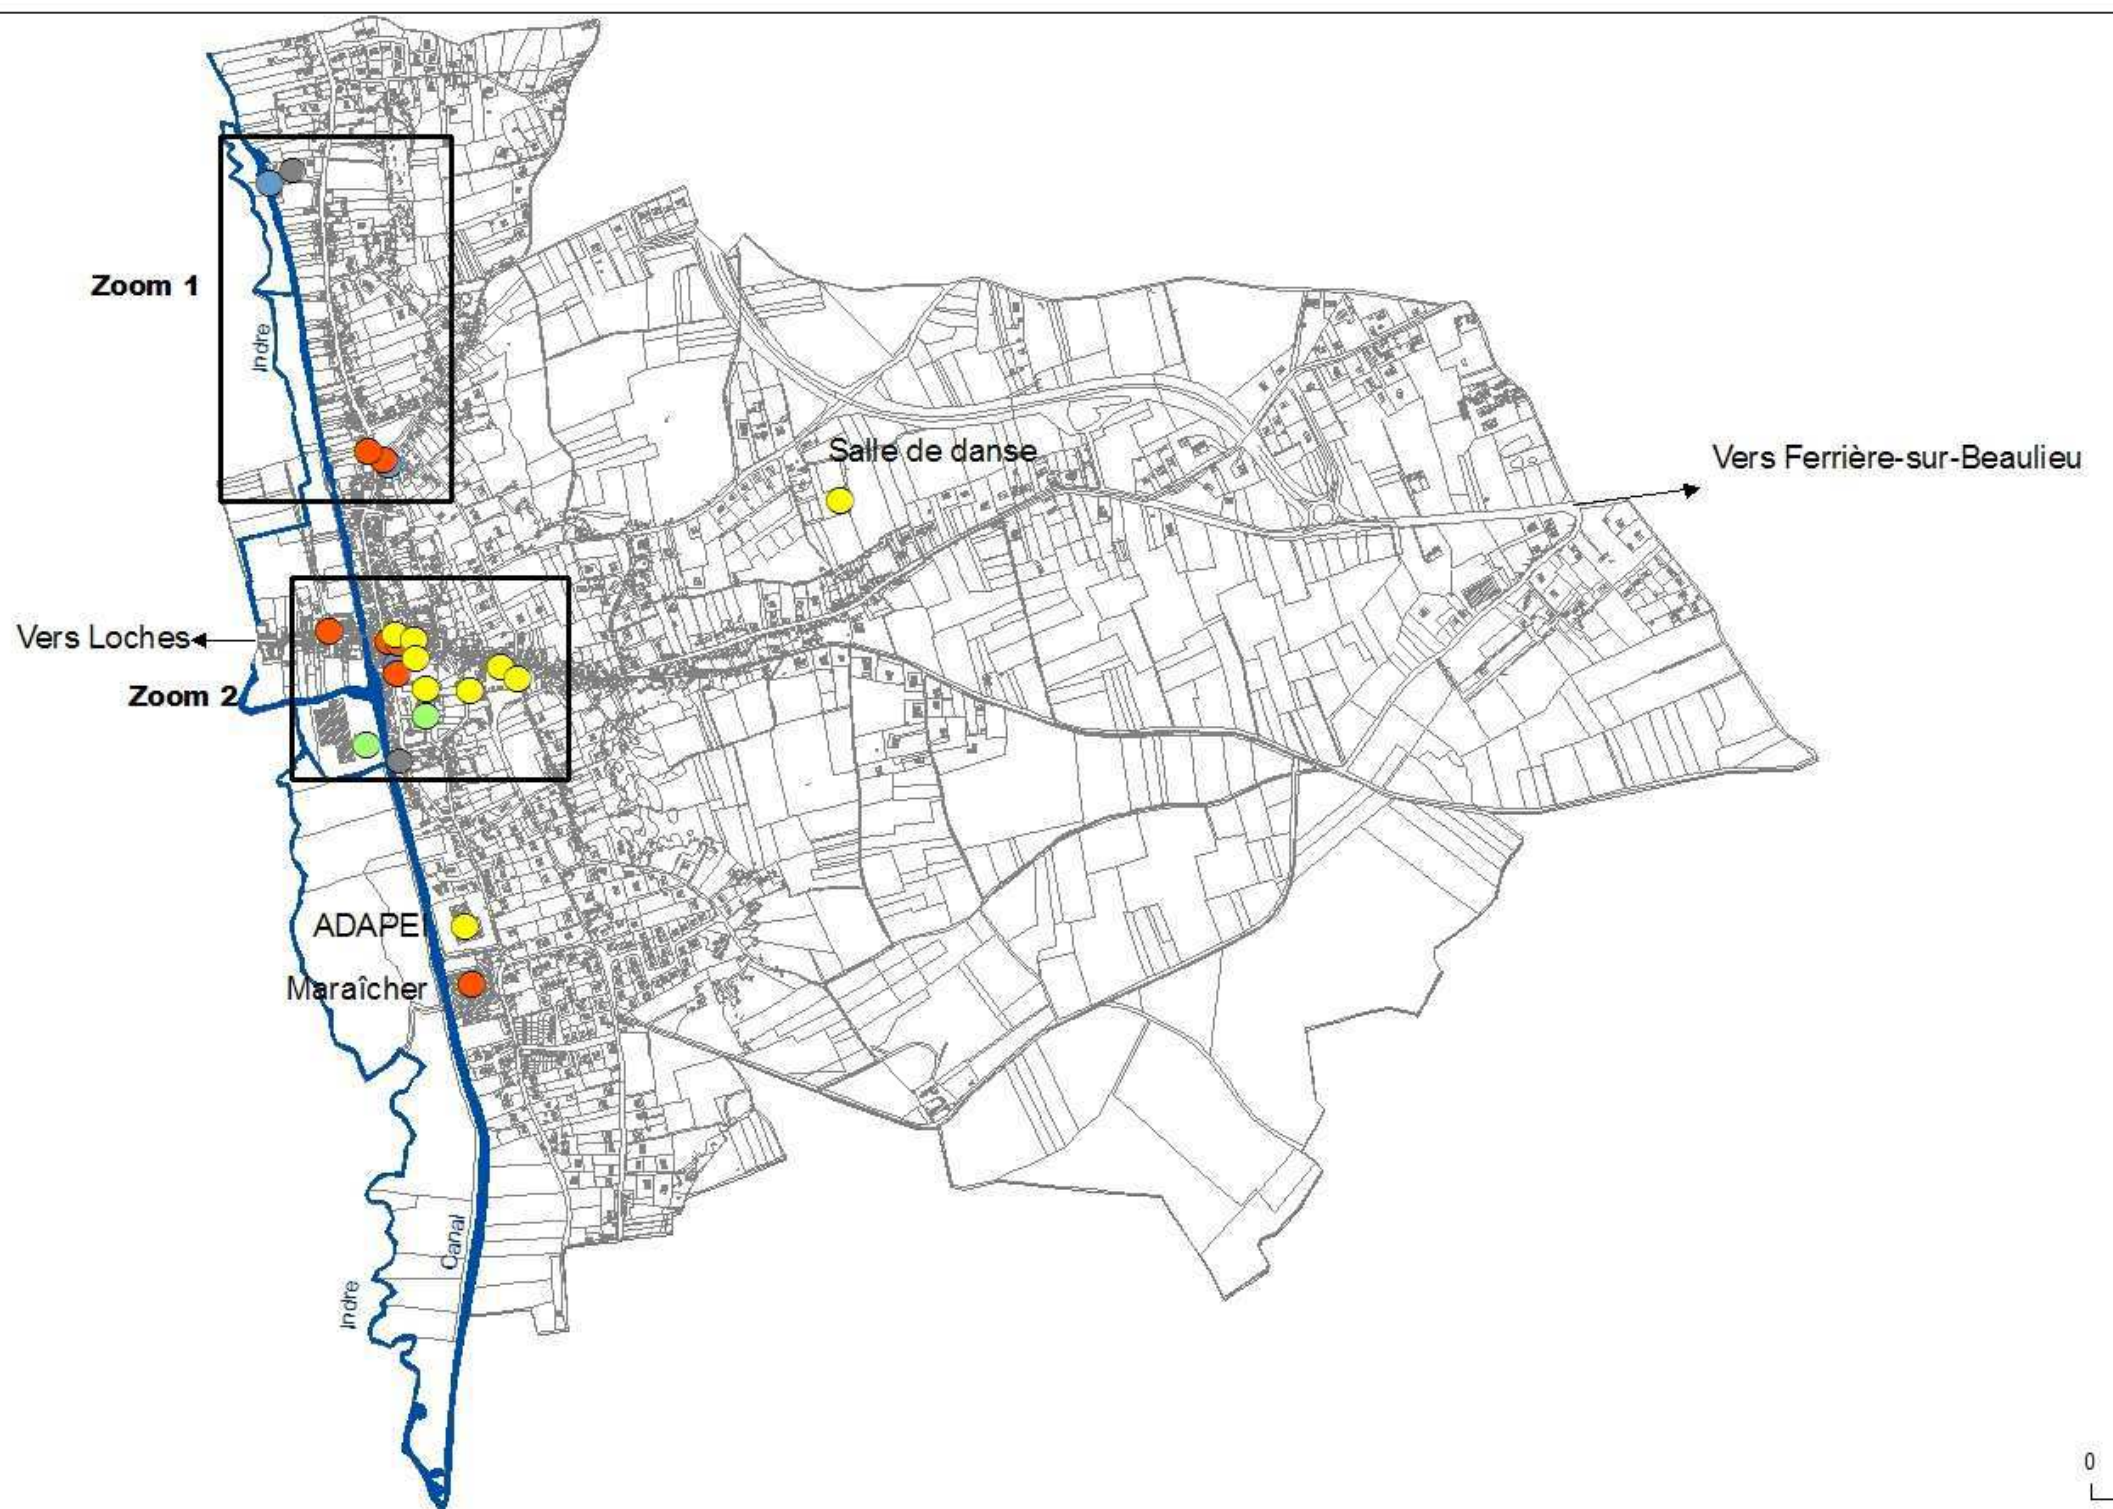 Zoom 1
Indre
Salle de danse
Vers Ferrière-sur-Beaulieu
Vers Loches
Zoom 2
ADAPEI
Maraîcher
Canal
Indre
0